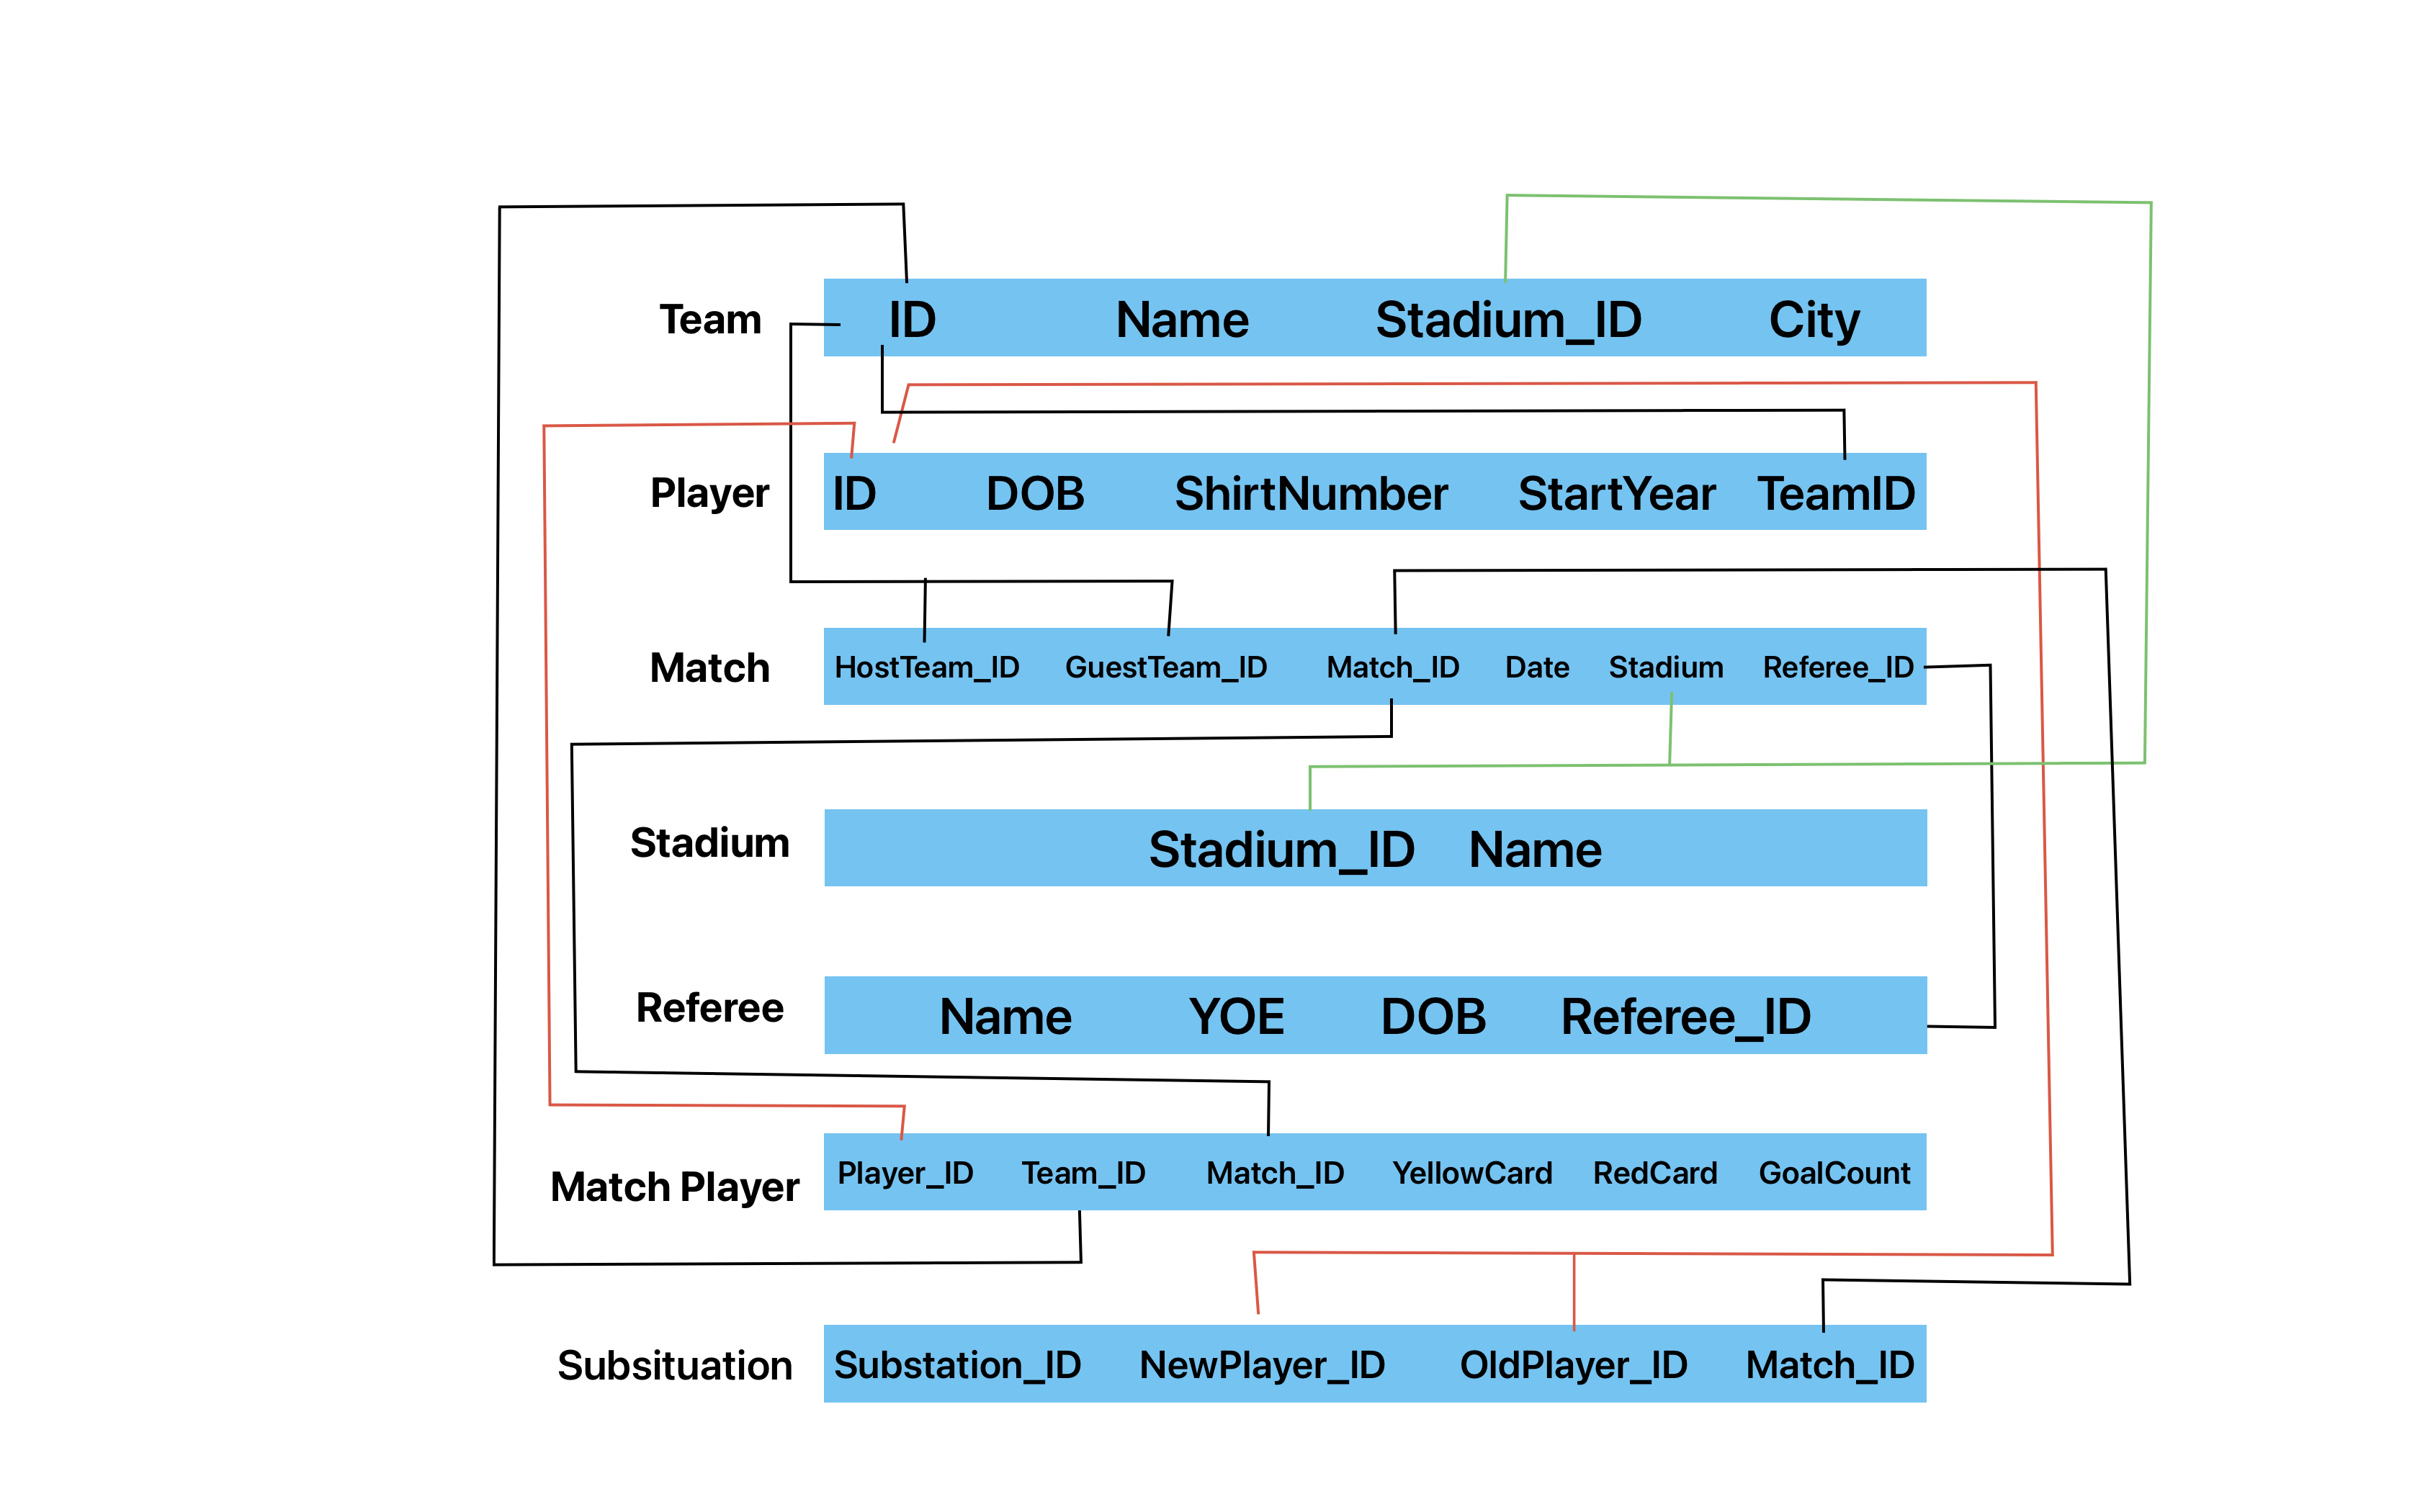 Team ID Name Stadium_ID City
Player ID DOB ShirtNumber StartYear TeamID
Match HostTeam_ID GuestTeam_ID Match_ID Date Stadium Referee_ID
Stadium Stadium_ID Name
Referee Name YOE DOB Referee_ID
Match Player Player_ID Team_ID Match_ID YellowCard RedCard GoalCount
Subsituation Substation_ID NewPlayer_ID OldPlayer_ID Match_ID